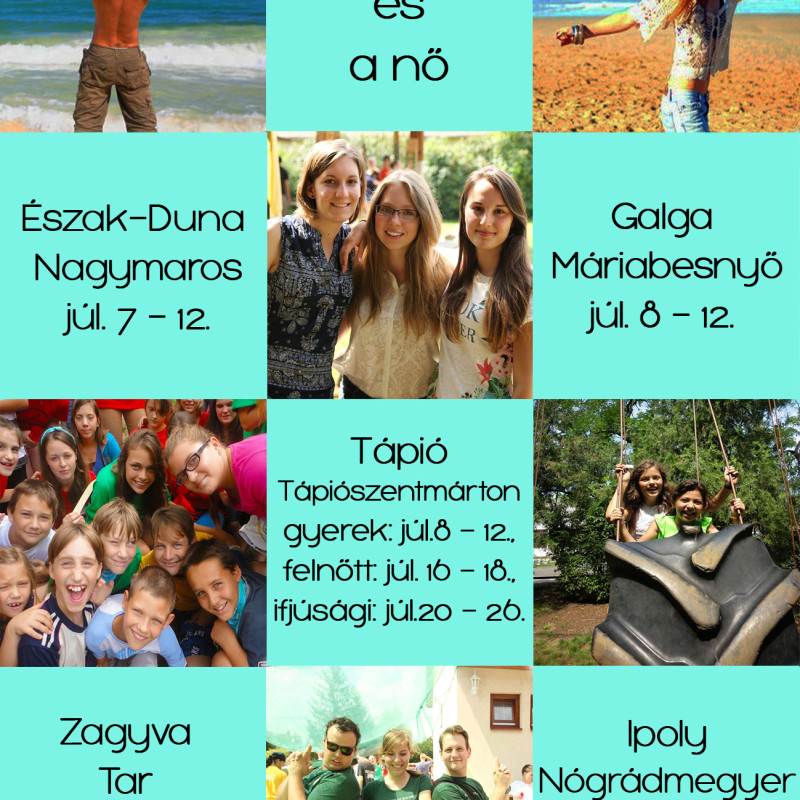 és
a nő
Észak-Duna
Nagymaros
júl. 7 - 12.
Galga
Máriabesnyő
júl. 8 - 12.
Tápió
Tápiószentmárton
gyerek: júl.8 - 12.,
felnőtt: júl. 16 - 18.,
ifjúsági: júl.20 - 26.
Zagyva
Tar
Ipoly
Nógrádmegyer